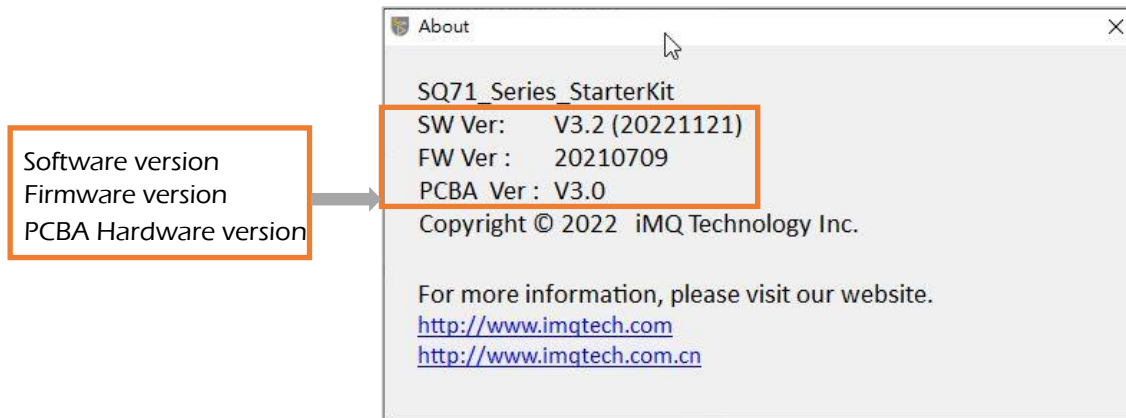 About
SQ71_Series_StarterKit
SW Ver: V3.2 (20221121)
FW Ver : 20210709
PCBA Ver : V3.0
Copyright © 2022 iMQ Technology Inc.
For more information, please visit our website.
http://www.imqtech.com
http://www.imqtech.com.cn
Software version
Firmware version
PCBA Hardware version